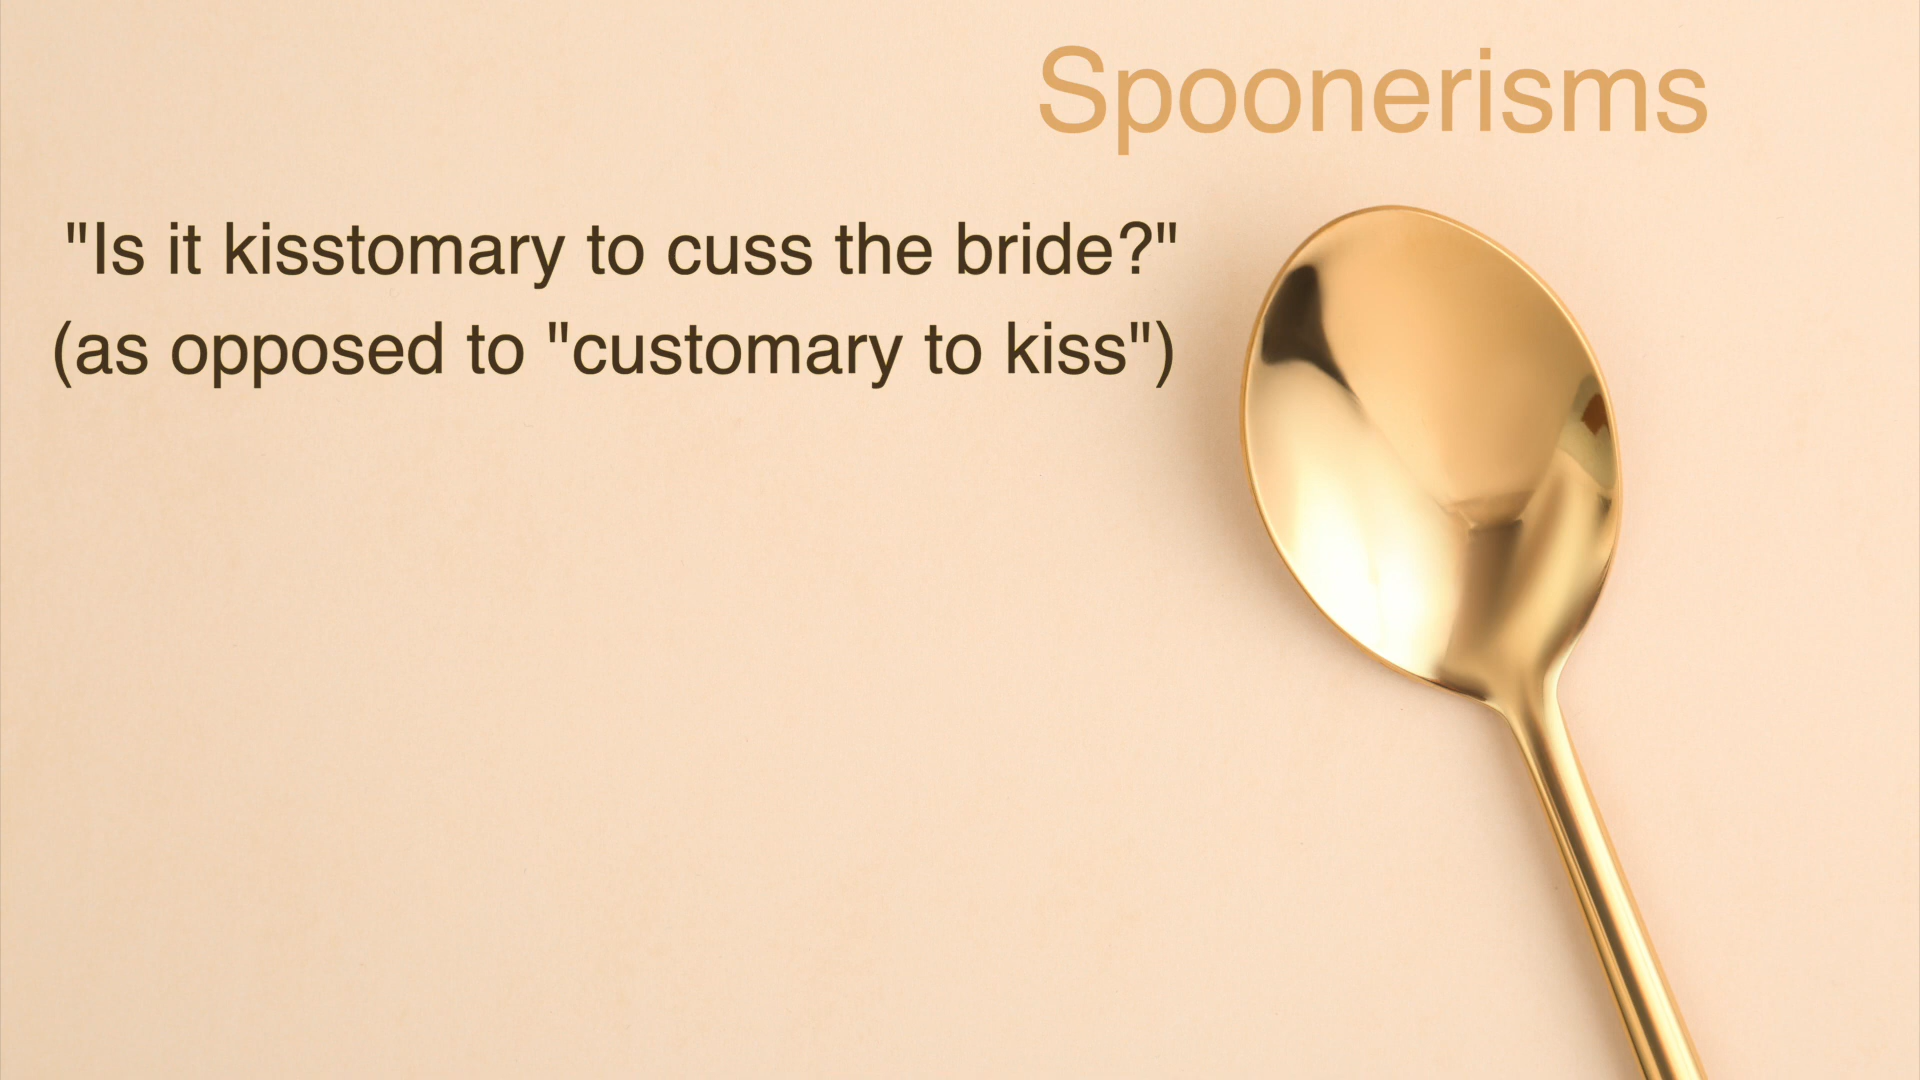 Spoonerisms
"Is it kisstomary to cuss the bride?"
(as opposed to "customary to kiss")